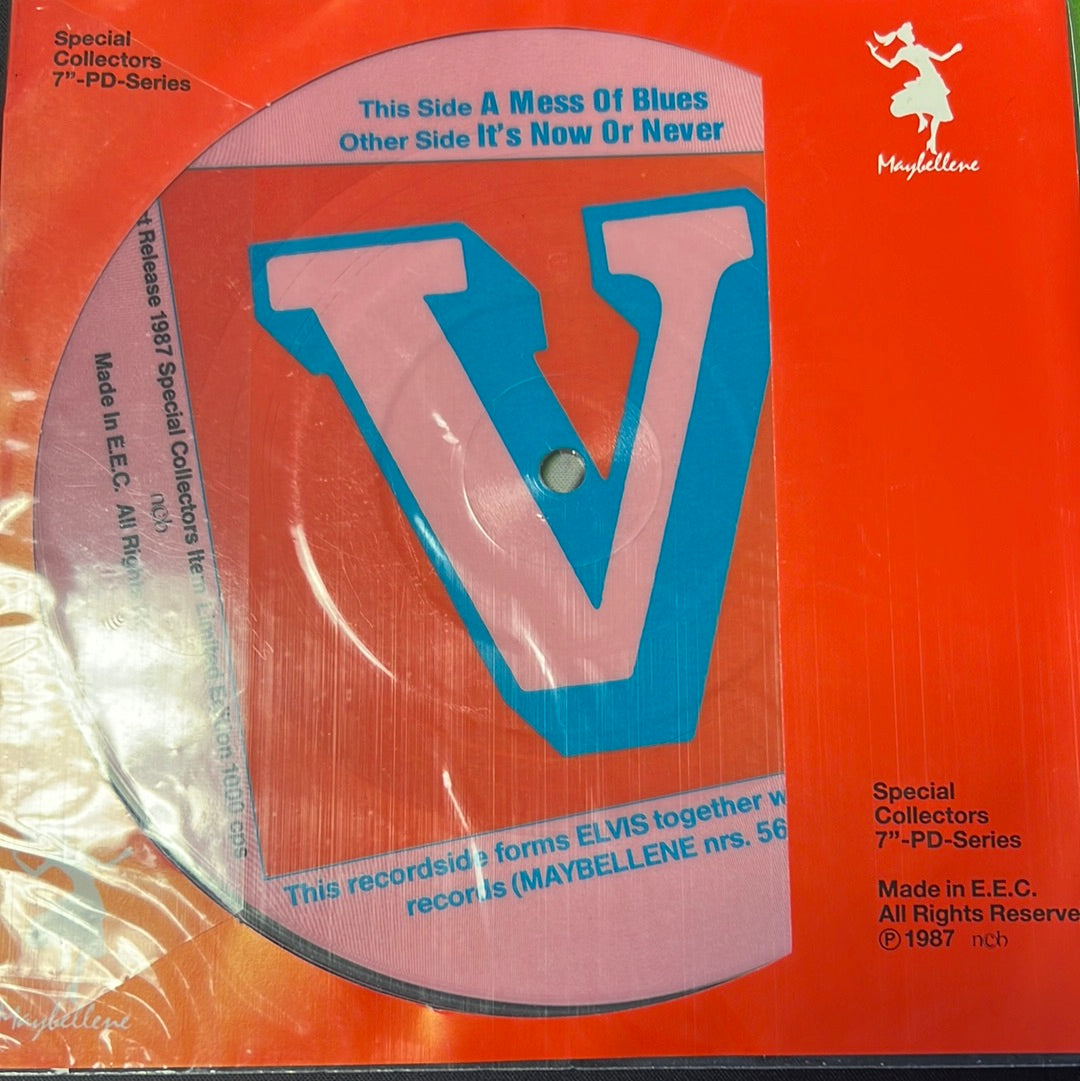 Special
Collectors
7”-PD-Series
Maybellene
This Side A Mess Of Blues
Other Side It's Now Or Never
V
Release 1987 Special Collectors Item Limited Edition 1000 cps
ncb
Made In E.E.C. All
This recordside forms ELVIS together
records (MAYBELLENE nrs. 56
Special
Collectors
7”-PD-Series
Made in E.E.C.
All Rights Reserve
Ⓟ 1987 ncb
Maybellene